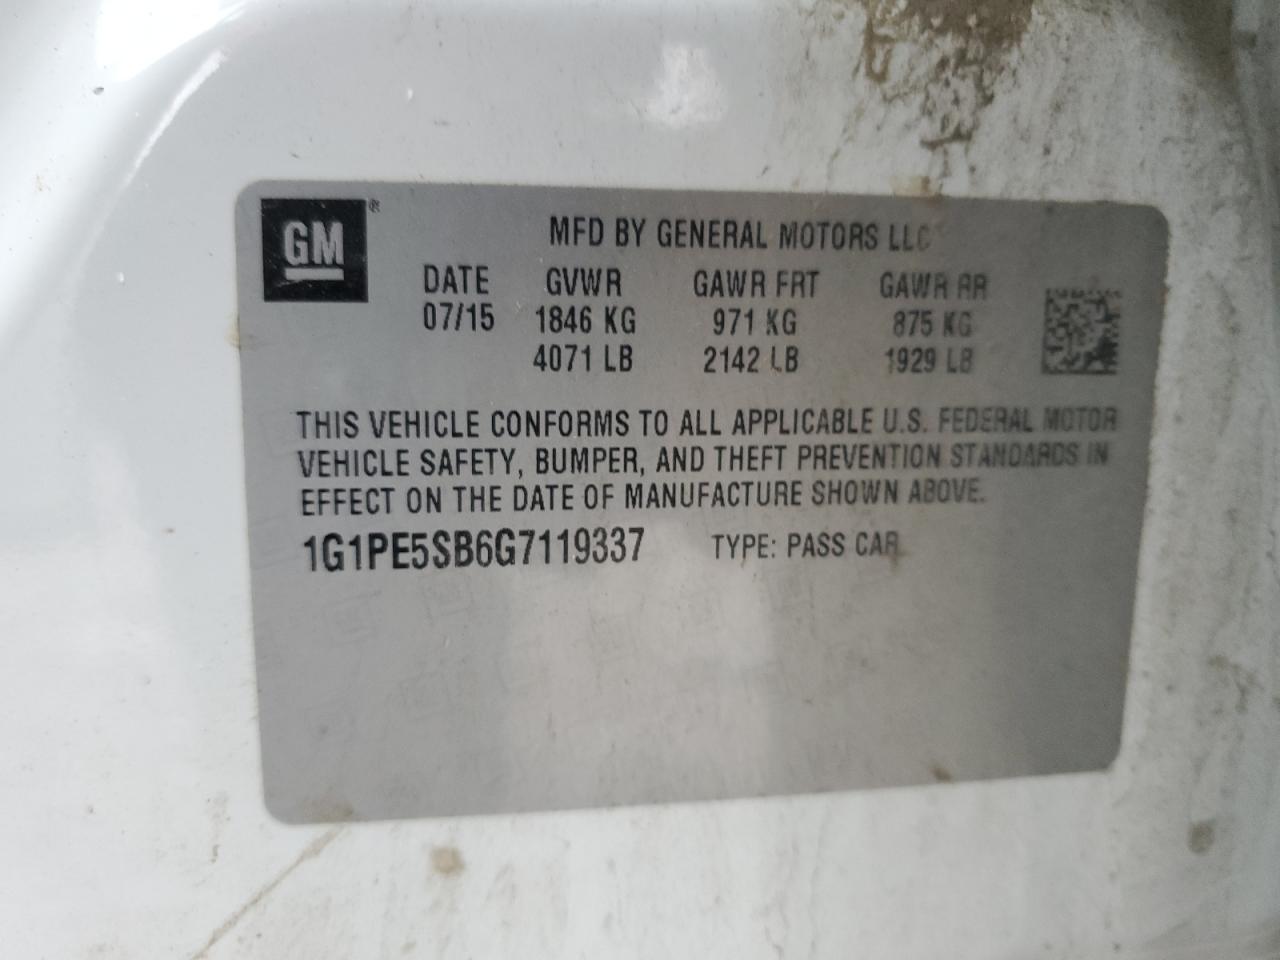 GM®
MFD BY GENERAL MOTORS LLC
DATE GVWR GAWR FRT GAWR RR
07/15 1846 KG 971 KG 875 KG
4071 LB 2142 LB 1929 LB
THIS VEHICLE CONFORMS TO ALL APPLICABLE U.S. FEDERAL MOTOR
VEHICLE SAFETY, BUMPER, AND THEFT PREVENTION STANDARDS IN
EFFECT ON THE DATE OF MANUFACTURE SHOWN ABOVE.
1G1PE5SB6G7119337 TYPE: PASS CAR